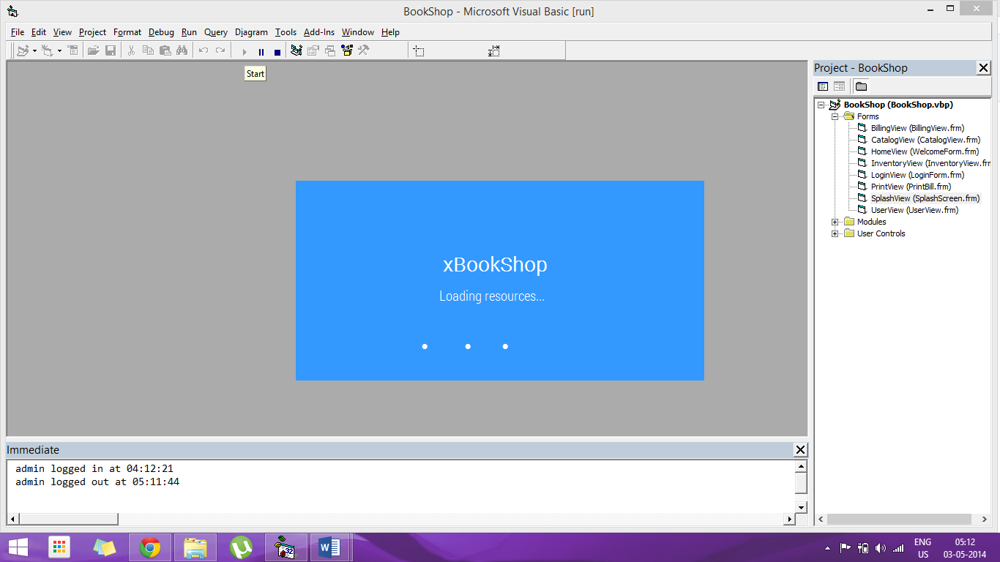 BookShop - Microsoft Visual Basic [run]
File Edit View Project Format Debug Run Query Diagram Tools Add-Ins Window Help
Start
Project - BookShop
BookShop (BookShop.vbp)
Forms
BillingView (BillingView.frm)
CatalogView (CatalogView.frm)
HomeView (WelcomeForm.frm)
InventoryView (InventoryView.frm
LoginView (LoginForm.frm)
PrintView (PrintBill.frm)
SplashView (SplashScreen.frm)
UserView (UserView.frm)
Modules
User Controls
xBookShop
Loading resources...
Immediate
admin logged in at 04:12:21
admin logged out at 05:11:44
32
W
ENG
US
05:12
03-05-2014